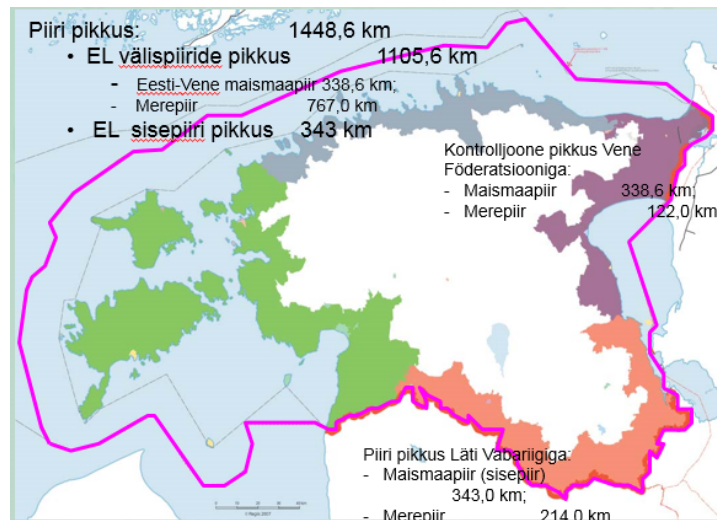 Piiri pikkus: 1448,6 km
• EL välispiiride pikkus 1105,6 km
- Eesti-Vene maismaapiir 338,6 km;
- Merepiir 767,0 km
• EL sisepiiri pikkus 343 km
Kontrolljoone pikkus Vene
Föderatsiooniga:
- Maismaapiir 338,6 km;
- Merepiir 122,0 km
Piiri pikkus Läti Vabariigiga:
- Maismaapiir (sisepiir)
343,0 km;
- Merepiir 214,0 km